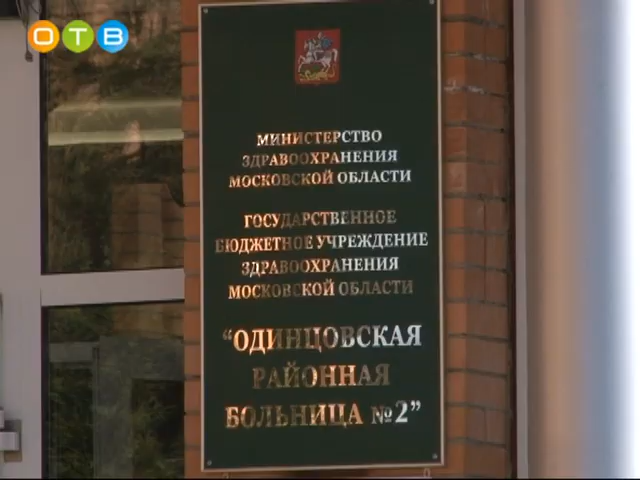 ОТВ
МИНИСТЕРСТВО
ЗДРАВООХРАНЕНИЯ
МОСКОВСКОЙ ОБЛАСТИ
ГОСУДАРСТВЕННОЕ
БЮДЖЕТНОЕ УЧРЕЖДЕНИЕ
ЗДРАВООХРАНЕНИЯ
МОСКОВСКОЙ ОБЛАСТИ
“ОДИНЦОВСКАЯ
РАЙОННАЯ
БОЛЬНИЦА №2”